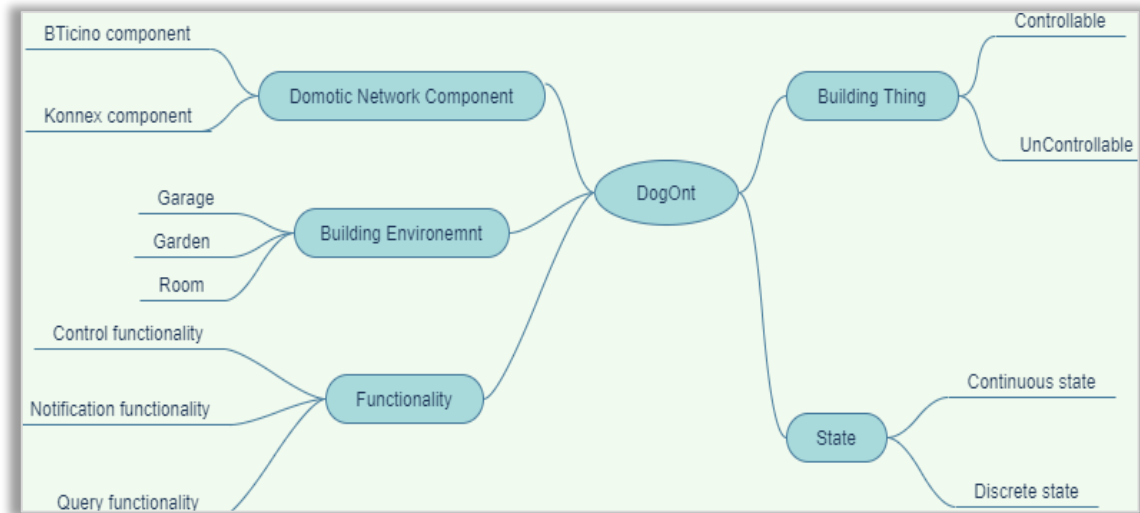 BTicino component
Konnex component
Domotic Network Component
Garage
Garden
Room
Building Environemnt
Control functionality
Notification functionality
Query functionality
Functionality
DogOnt
Building Thing
Controllable
UnControllable
State
Continuous state
Discrete state